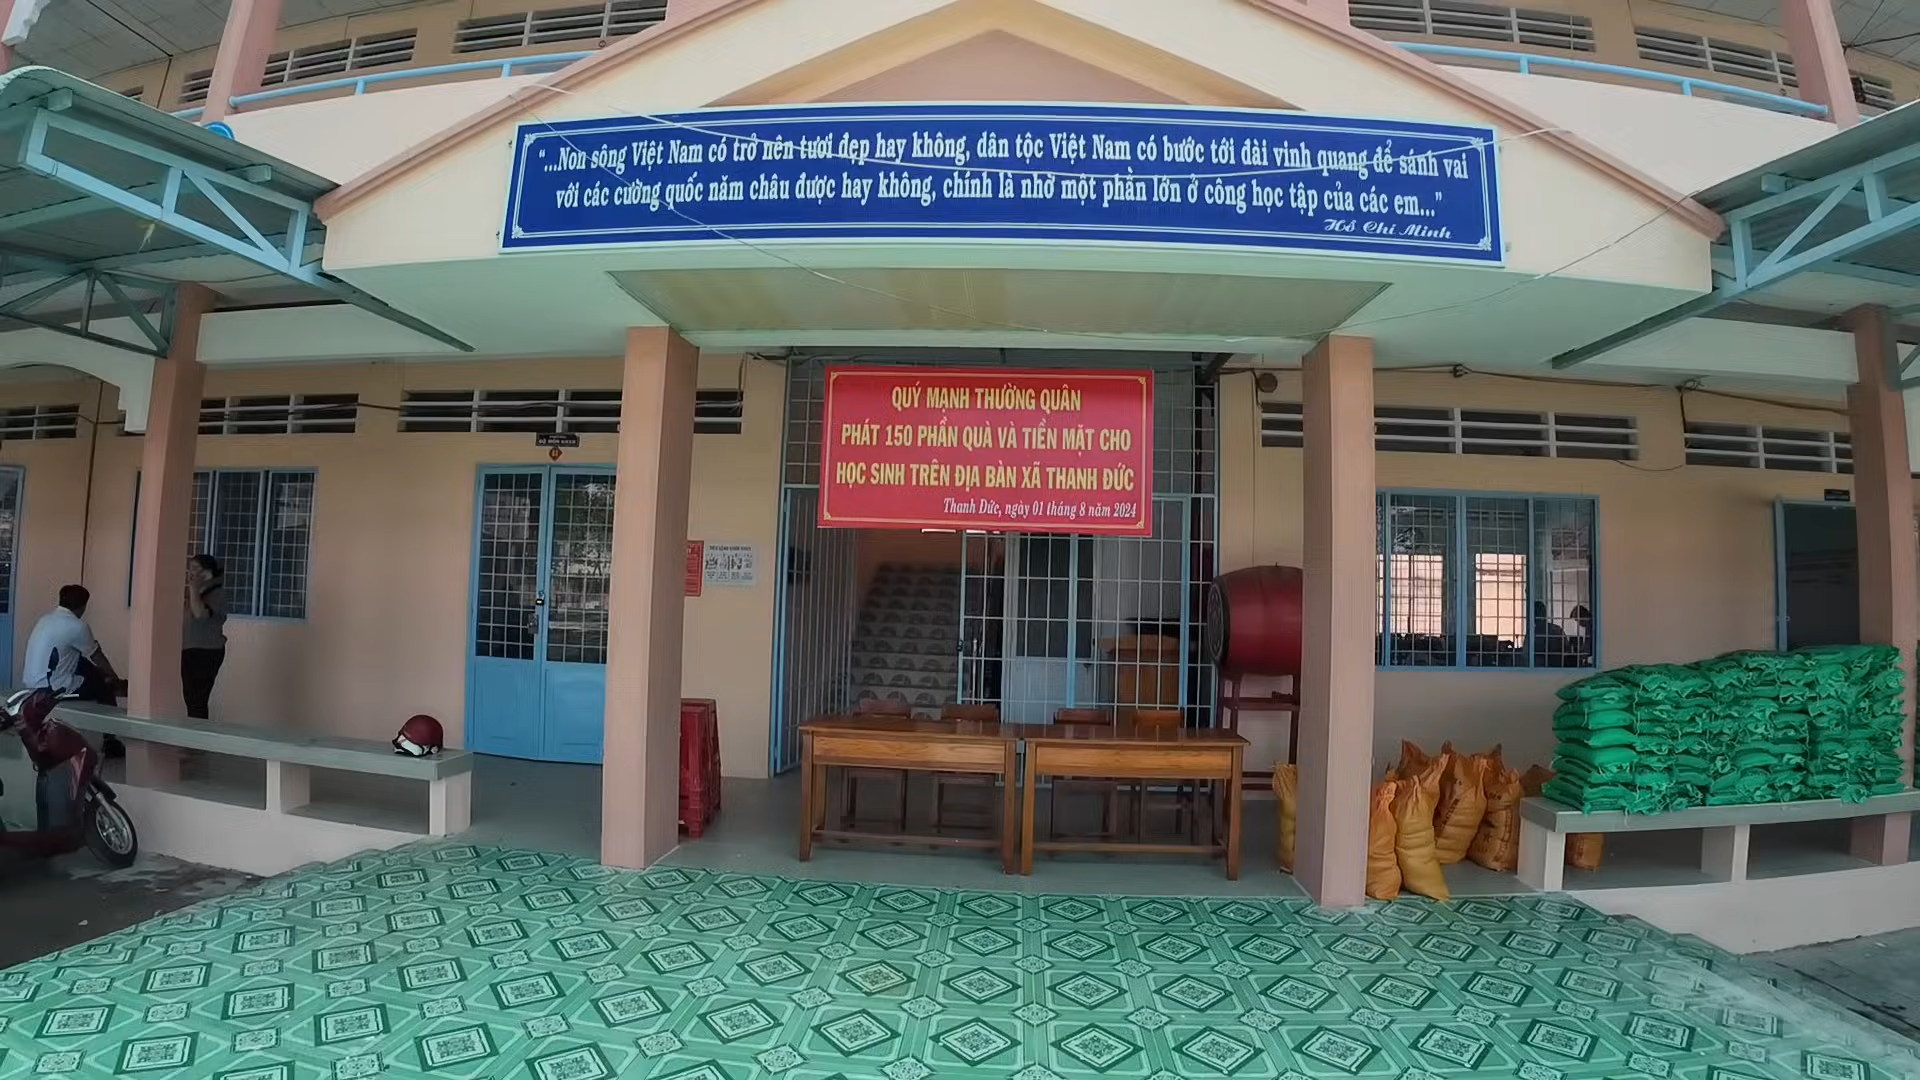 “...Non sông Việt Nam có trở nên tươi đẹp hay không, dân tộc Việt Nam có bước tới đài vinh quang để sánh vai
với các cường quốc năm châu được hay không, chính là nhờ một phần lớn ở công học tập của các em...”
Hồ Chí Minh
QUÝ MẠNH THƯỜNG QUÂN
PHÁT 150 PHẦN QUÀ VÀ TIỀN MẶT CHO
HỌC SINH TRÊN ĐỊA BÀN XÃ THANH ĐỨC
Thanh Đức, ngày 01 tháng 8 năm 2024